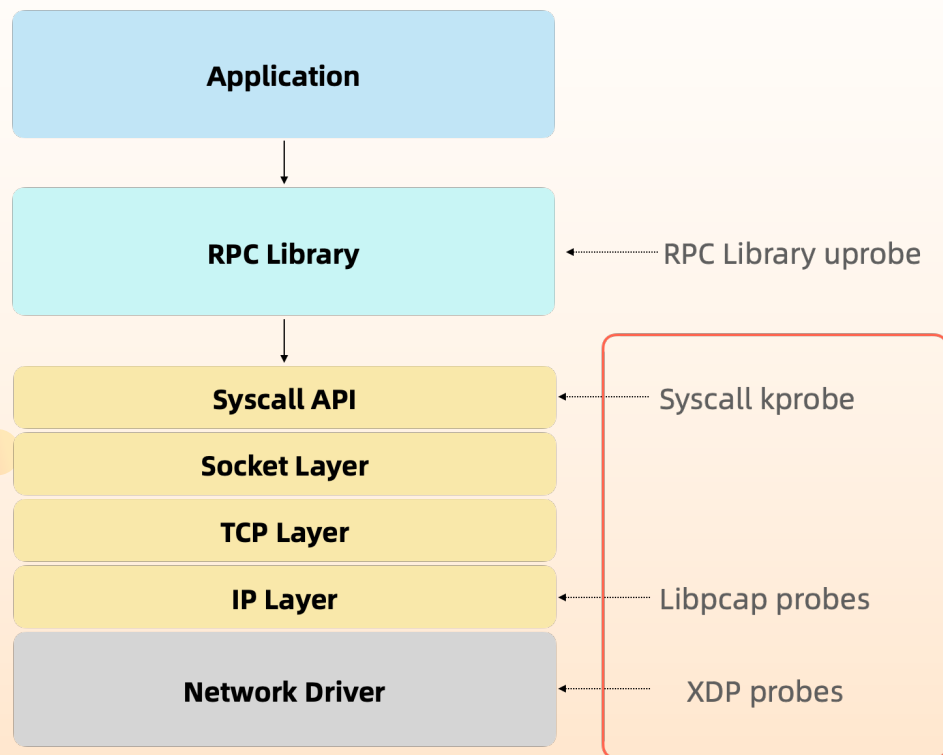 Application
RPC Library
RPC Library uprobe
Syscall API
Syscall kprobe
Socket Layer
TCP Layer
IP Layer
Libpcap probes
Network Driver
XDP probes